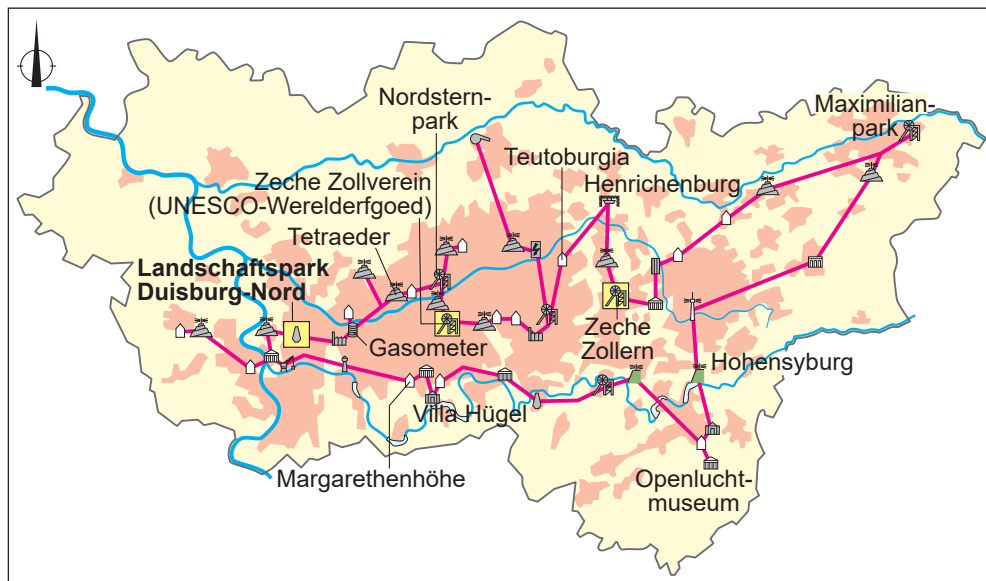 Nordstern-
park
Maximilian-
park
Teutoburgia
Zeche Zollverein
(UNESCO-Werelderfgoed)
Henrichenburg
Tetraeder
Landschaftspark
Duisburg-Nord
Gasometer
Zeche
Zollern
Hohensyburg
Villa Hügel
Margarethenhöhe
Openlucht-
museum